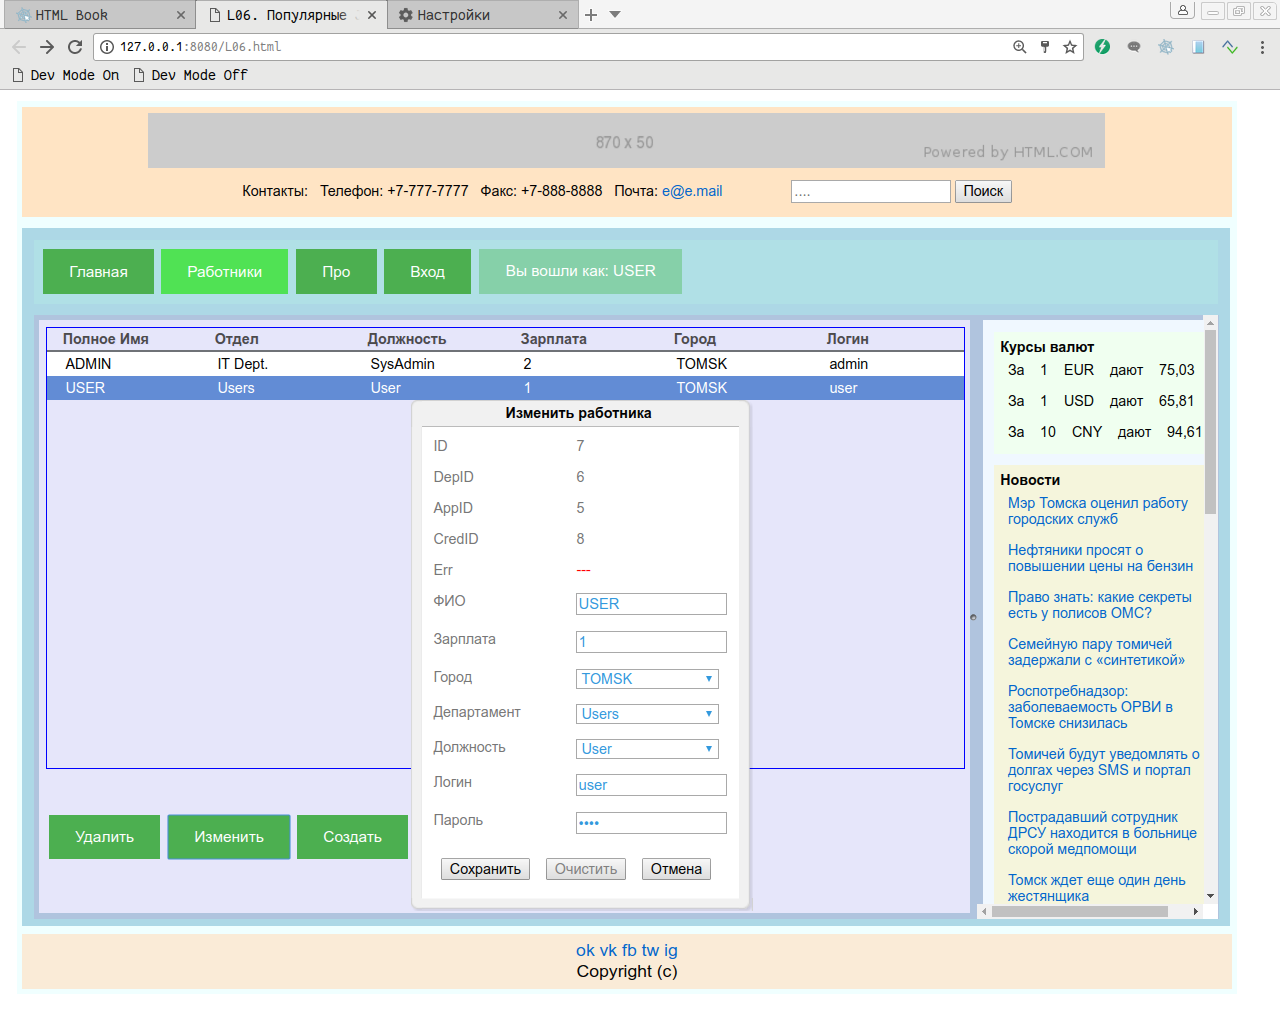 HTML Book
L06. Популярные
Настройки
127.0.0.1:8080/L06.html
Dev Mode On
Dev Mode Off
870 x 50
Powered by HTML.COM
Контакты: Телефон: +7-777-7777 Факс: +7-888-8888 Почта: e@e.mail
....
Поиск
Главная
Работники
Про
Вход
Вы вошли как: USER
Полное Имя Отдел Должность Зарплата Город Логин
ADMIN IT Dept. SysAdmin 2 TOMSK admin
USER Users User 1 TOMSK user
Изменить работника
ID 7
DepID 6
AppID 5
CredID 8
Err ---
ФИО USER
Зарплата 1
Город TOMSK
Департамент Users
Должность User
Логин user
Пароль ••••
Сохранить
Очистить
Отмена
Удалить
Изменить
Создать
Курсы валют
За 1 EUR дают 75,03
За 1 USD дают 65,81
За 10 CNY дают 94,61
Новости
Мэр Томска оценил работу
городских служб
Нефтяники просят о
повышении цены на бензин
Право знать: какие секреты
есть у полисов ОМС?
Семейную пару томичей
задержали с «синтетикой»
Роспотребнадзор:
заболеваемость ОРВИ в
Томске снизилась
Томичей будут уведомлять о
долгах через SMS и портал
госуслуг
Пострадавший сотрудник
ДРСУ находится в больнице
скорой медпомощи
Томск ждет еще один день
жестянщика
ok vk fb tw ig
Copyright (c)